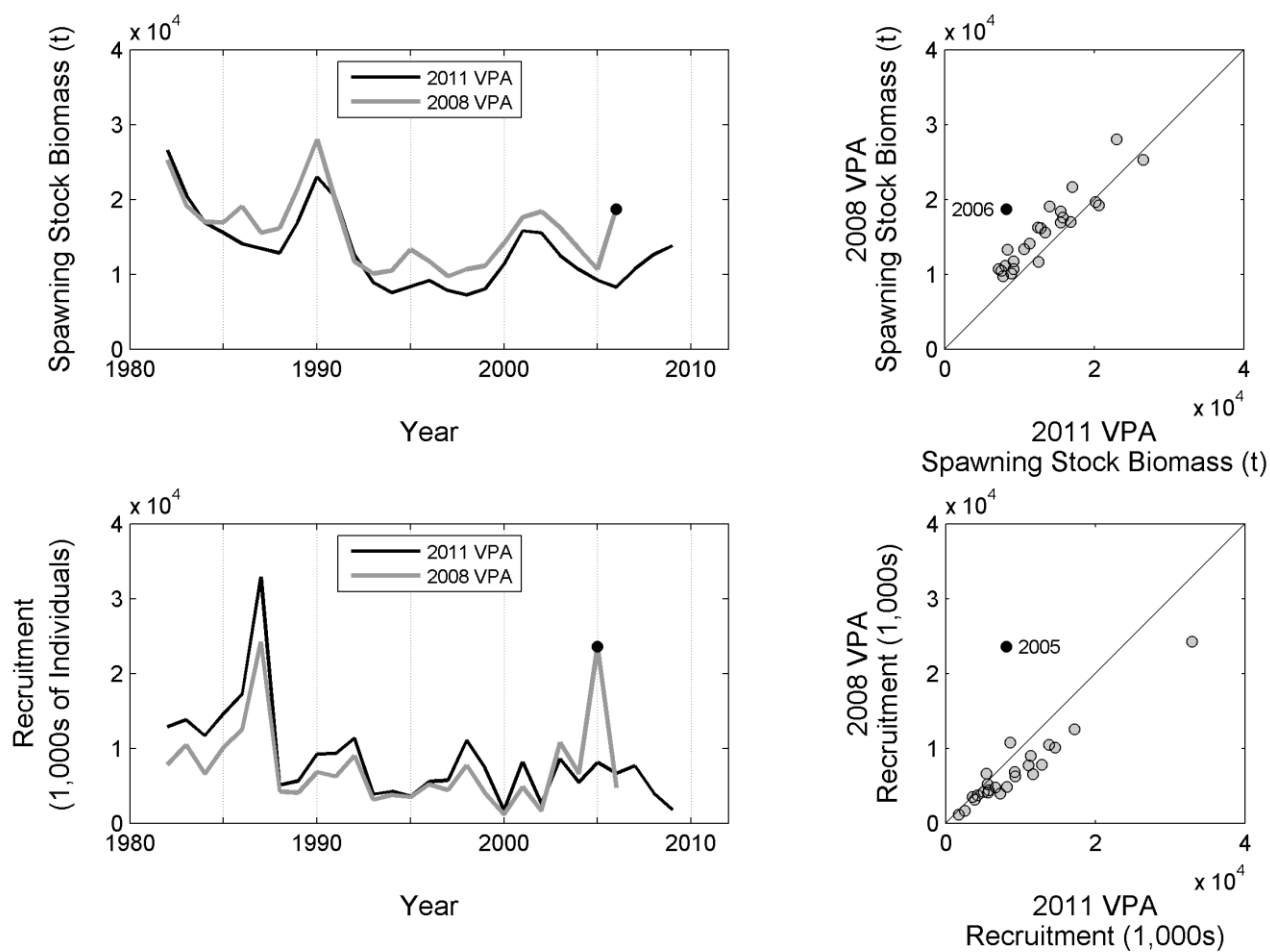 x 10^4
Spawning Stock Biomass (t)
4
3
2
1
0
1980
1990
2000
2010
Year
2011 VPA
2008 VPA
2008 VPA
Spawning Stock Biomass (t)
4
3
2
1
0
x 10^4
2006
0
2
4
x 10^4
2011 VPA
Spawning Stock Biomass (t)
x 10^4
Recruitment
(1,000s of Individuals)
4
3
2
1
0
1980
1990
2000
2010
Year
2011 VPA
2008 VPA
2008 VPA
Recruitment (1,000s)
4
3
2
1
0
x 10^4
2005
0
2
4
x 10^4
2011 VPA
Recruitment (1,000s)